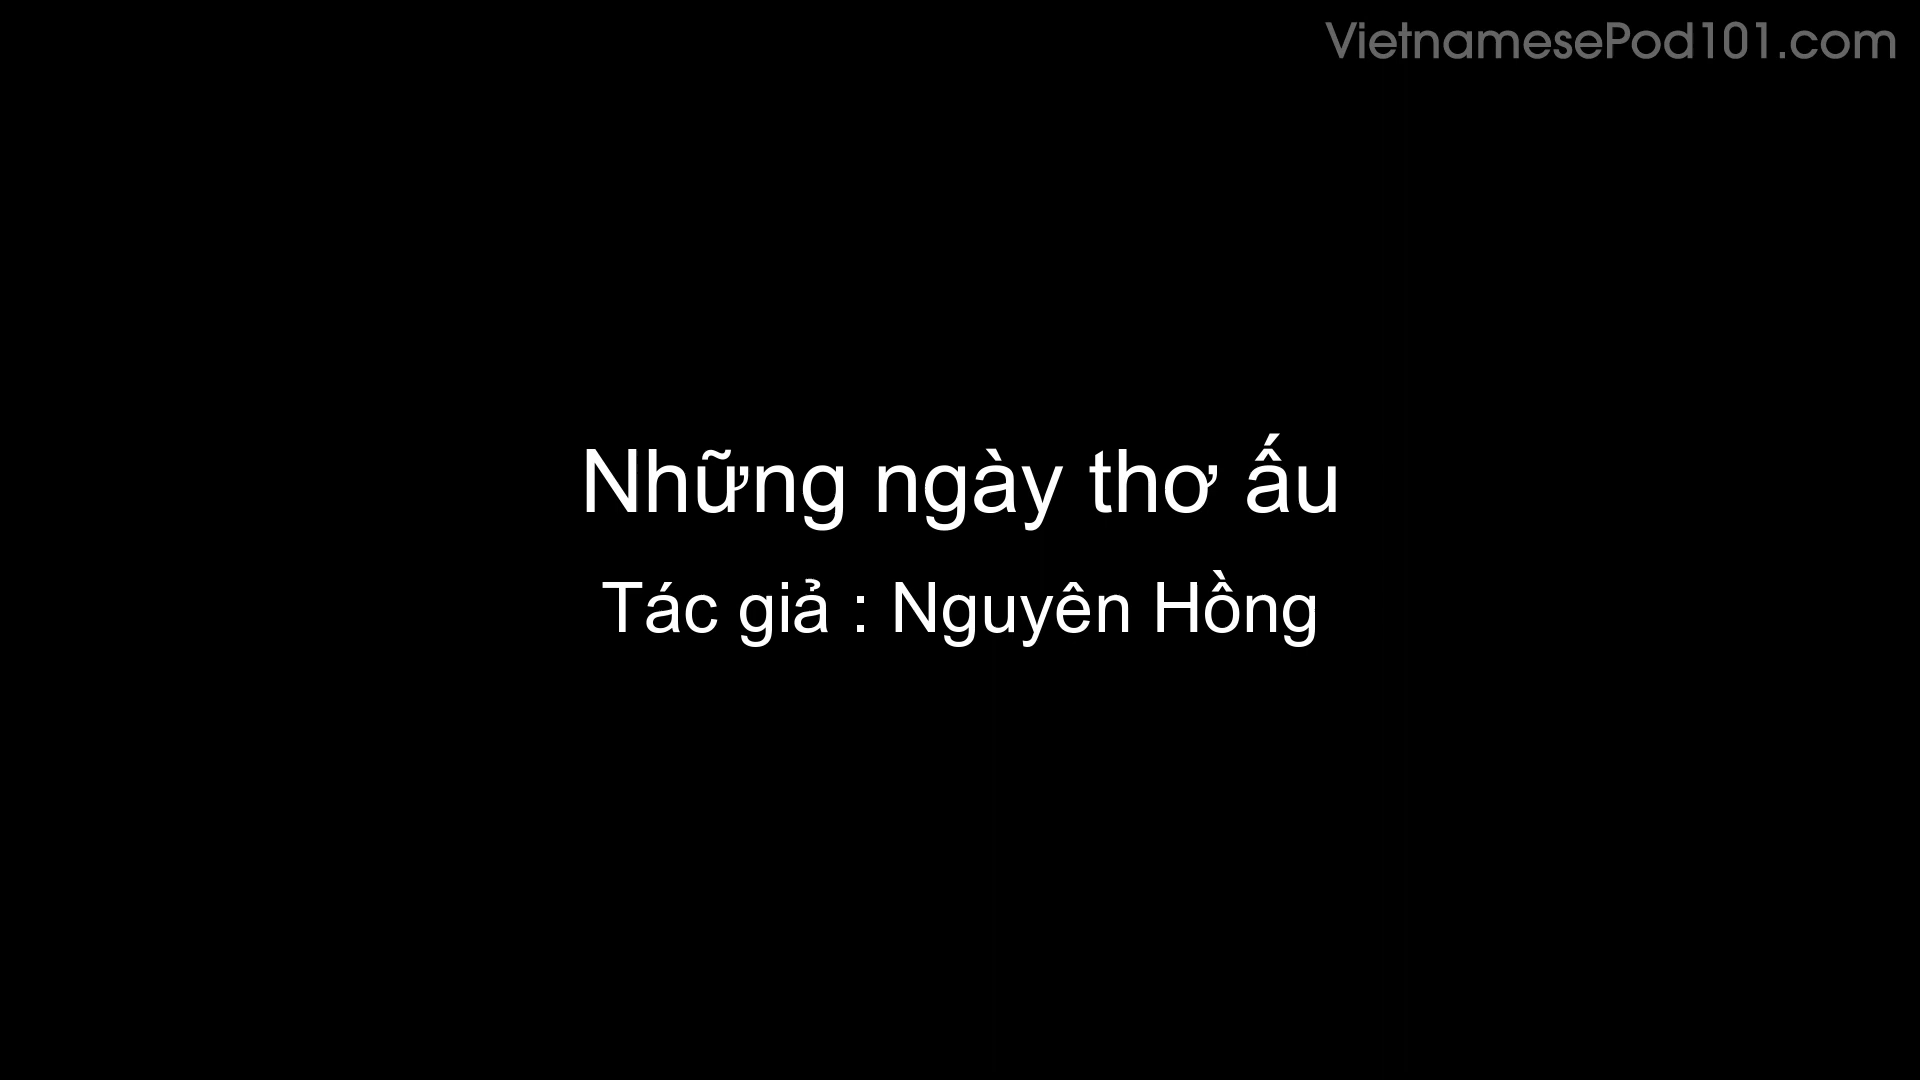 VietnamesePod101.com
Những ngày thơ ấu
Tác giả : Nguyên Hồng